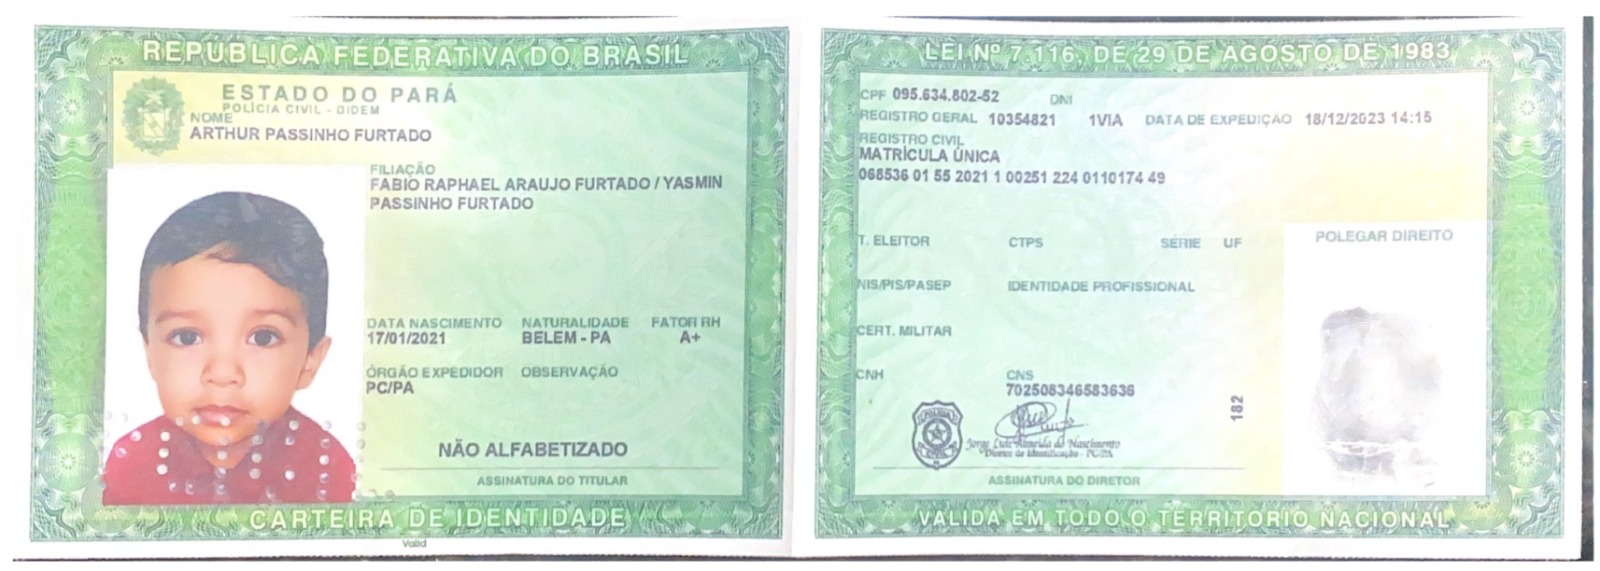 REPÚBLICA FEDERATIVA DO BRASIL
ESTADO DO PARÁ
POLÍCIA CIVIL - DIDEM
NOME
ARTHUR PASSINHO FURTADO
FILIAÇÃO
FABIO RAPHAEL ARAUJO FURTADO / YASMIN
PASSINHO FURTADO
DATA NASCIMENTO NATURALIDADE FATOR RH
17/01/2021 BELEM - PA A+
ÓRGÃO EXPEDIDOR OBSERVAÇÃO
PC/PA
NÃO ALFABETIZADO
ASSINATURA DO TITULAR
CARTEIRA DE IDENTIDADE
Valid
LEI Nº 7.116, DE 29 DE AGOSTO DE 1983
CPF 095.634.802-52 DNI
REGISTRO GERAL 10354821 1VIA DATA DE EXPEDIÇÃO 18/12/2023 14:15
REGISTRO CIVIL
MATRÍCULA ÚNICA
068536 01 55 2021 1 00251 224 0110174 49
T. ELEITOR CTPS SÉRIE UF
POLEGAR DIREITO
NIS/PIS/PASEP IDENTIDADE PROFISSIONAL
CERT. MILITAR
CNH CNS
702508346583636
182
POLÍCIA
CIVIL
Jorge Luis Almeida do Nascimento
Diretor de Identificação - PC/PA
ASSINATURA DO DIRETOR
VALIDA EM TODO O TERRITÓRIO NACIONAL